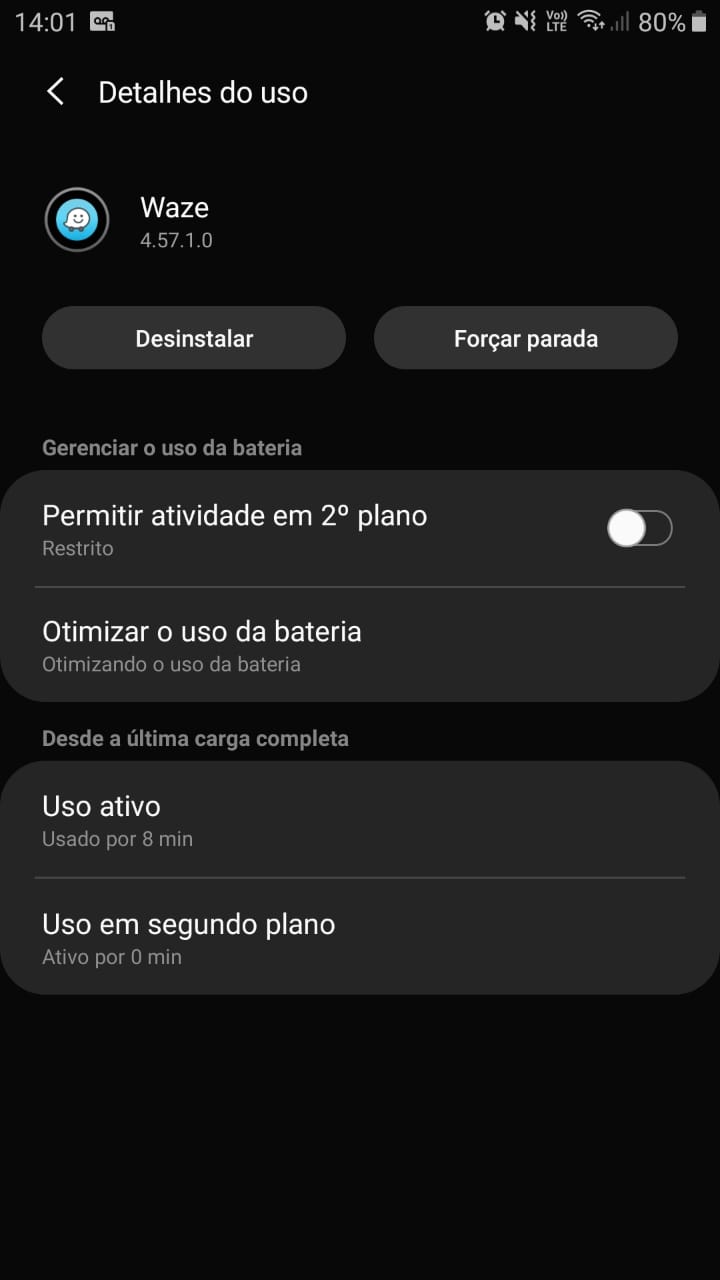 14:01
Vo))
LTE
80%
Detalhes do uso
Waze
4.57.1.0
Desinstalar
Forçar parada
Gerenciar o uso da bateria
Permitir atividade em 2º plano
Restrito
Otimizar o uso da bateria
Otimizando o uso da bateria
Desde a última carga completa
Uso ativo
Usado por 8 min
Uso em segundo plano
Ativo por 0 min